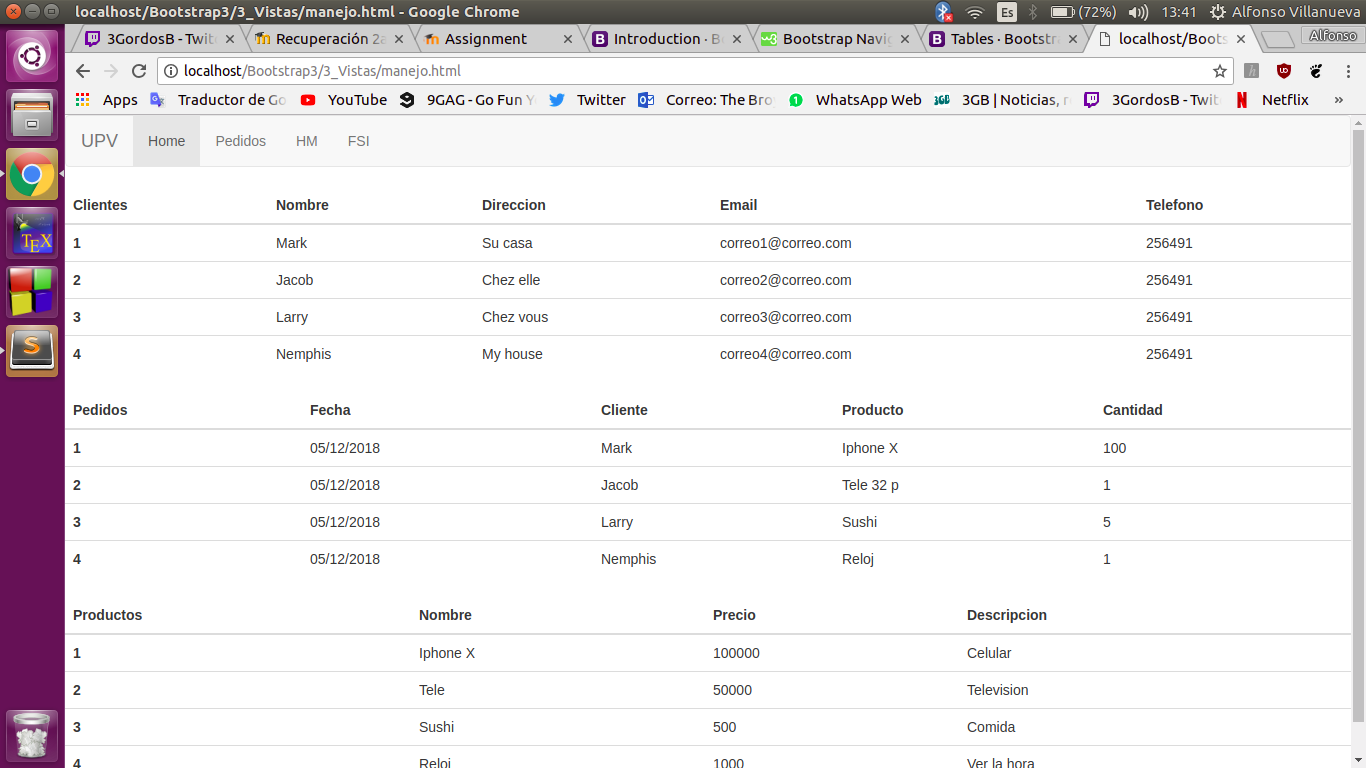 localhost/Bootstrap3/3_Vistas/manejo.html - Google Chrome
Es (72%) 13:41 Alfonso Villanueva
3GordosB - Twitc Recuperación 2a Assignment Introduction · Bo Bootstrap Navig Tables · Bootstra localhost/Boots Alfonso
localhost/Bootstrap3/3_Vistas/manejo.html
Apps Traductor de Go YouTube 9GAG - Go Fun Y Twitter Correo: The Bro WhatsApp Web 3GB | Noticias, r 3GordosB - Twitc Netflix »
UPV Home Pedidos HM FSI
Clientes Nombre Direccion Email Telefono
1 Mark Su casa correo1@correo.com 256491
2 Jacob Chez elle correo2@correo.com 256491
3 Larry Chez vous correo3@correo.com 256491
4 Nemphis My house correo4@correo.com 256491
Pedidos Fecha Cliente Producto Cantidad
1 05/12/2018 Mark Iphone X 100
2 05/12/2018 Jacob Tele 32 p 1
3 05/12/2018 Larry Sushi 5
4 05/12/2018 Nemphis Reloj 1
Productos Nombre Precio Descripcion
1 Iphone X 100000 Celular
2 Tele 50000 Television
3 Sushi 500 Comida
4 Reloj 1000 Ver la hora